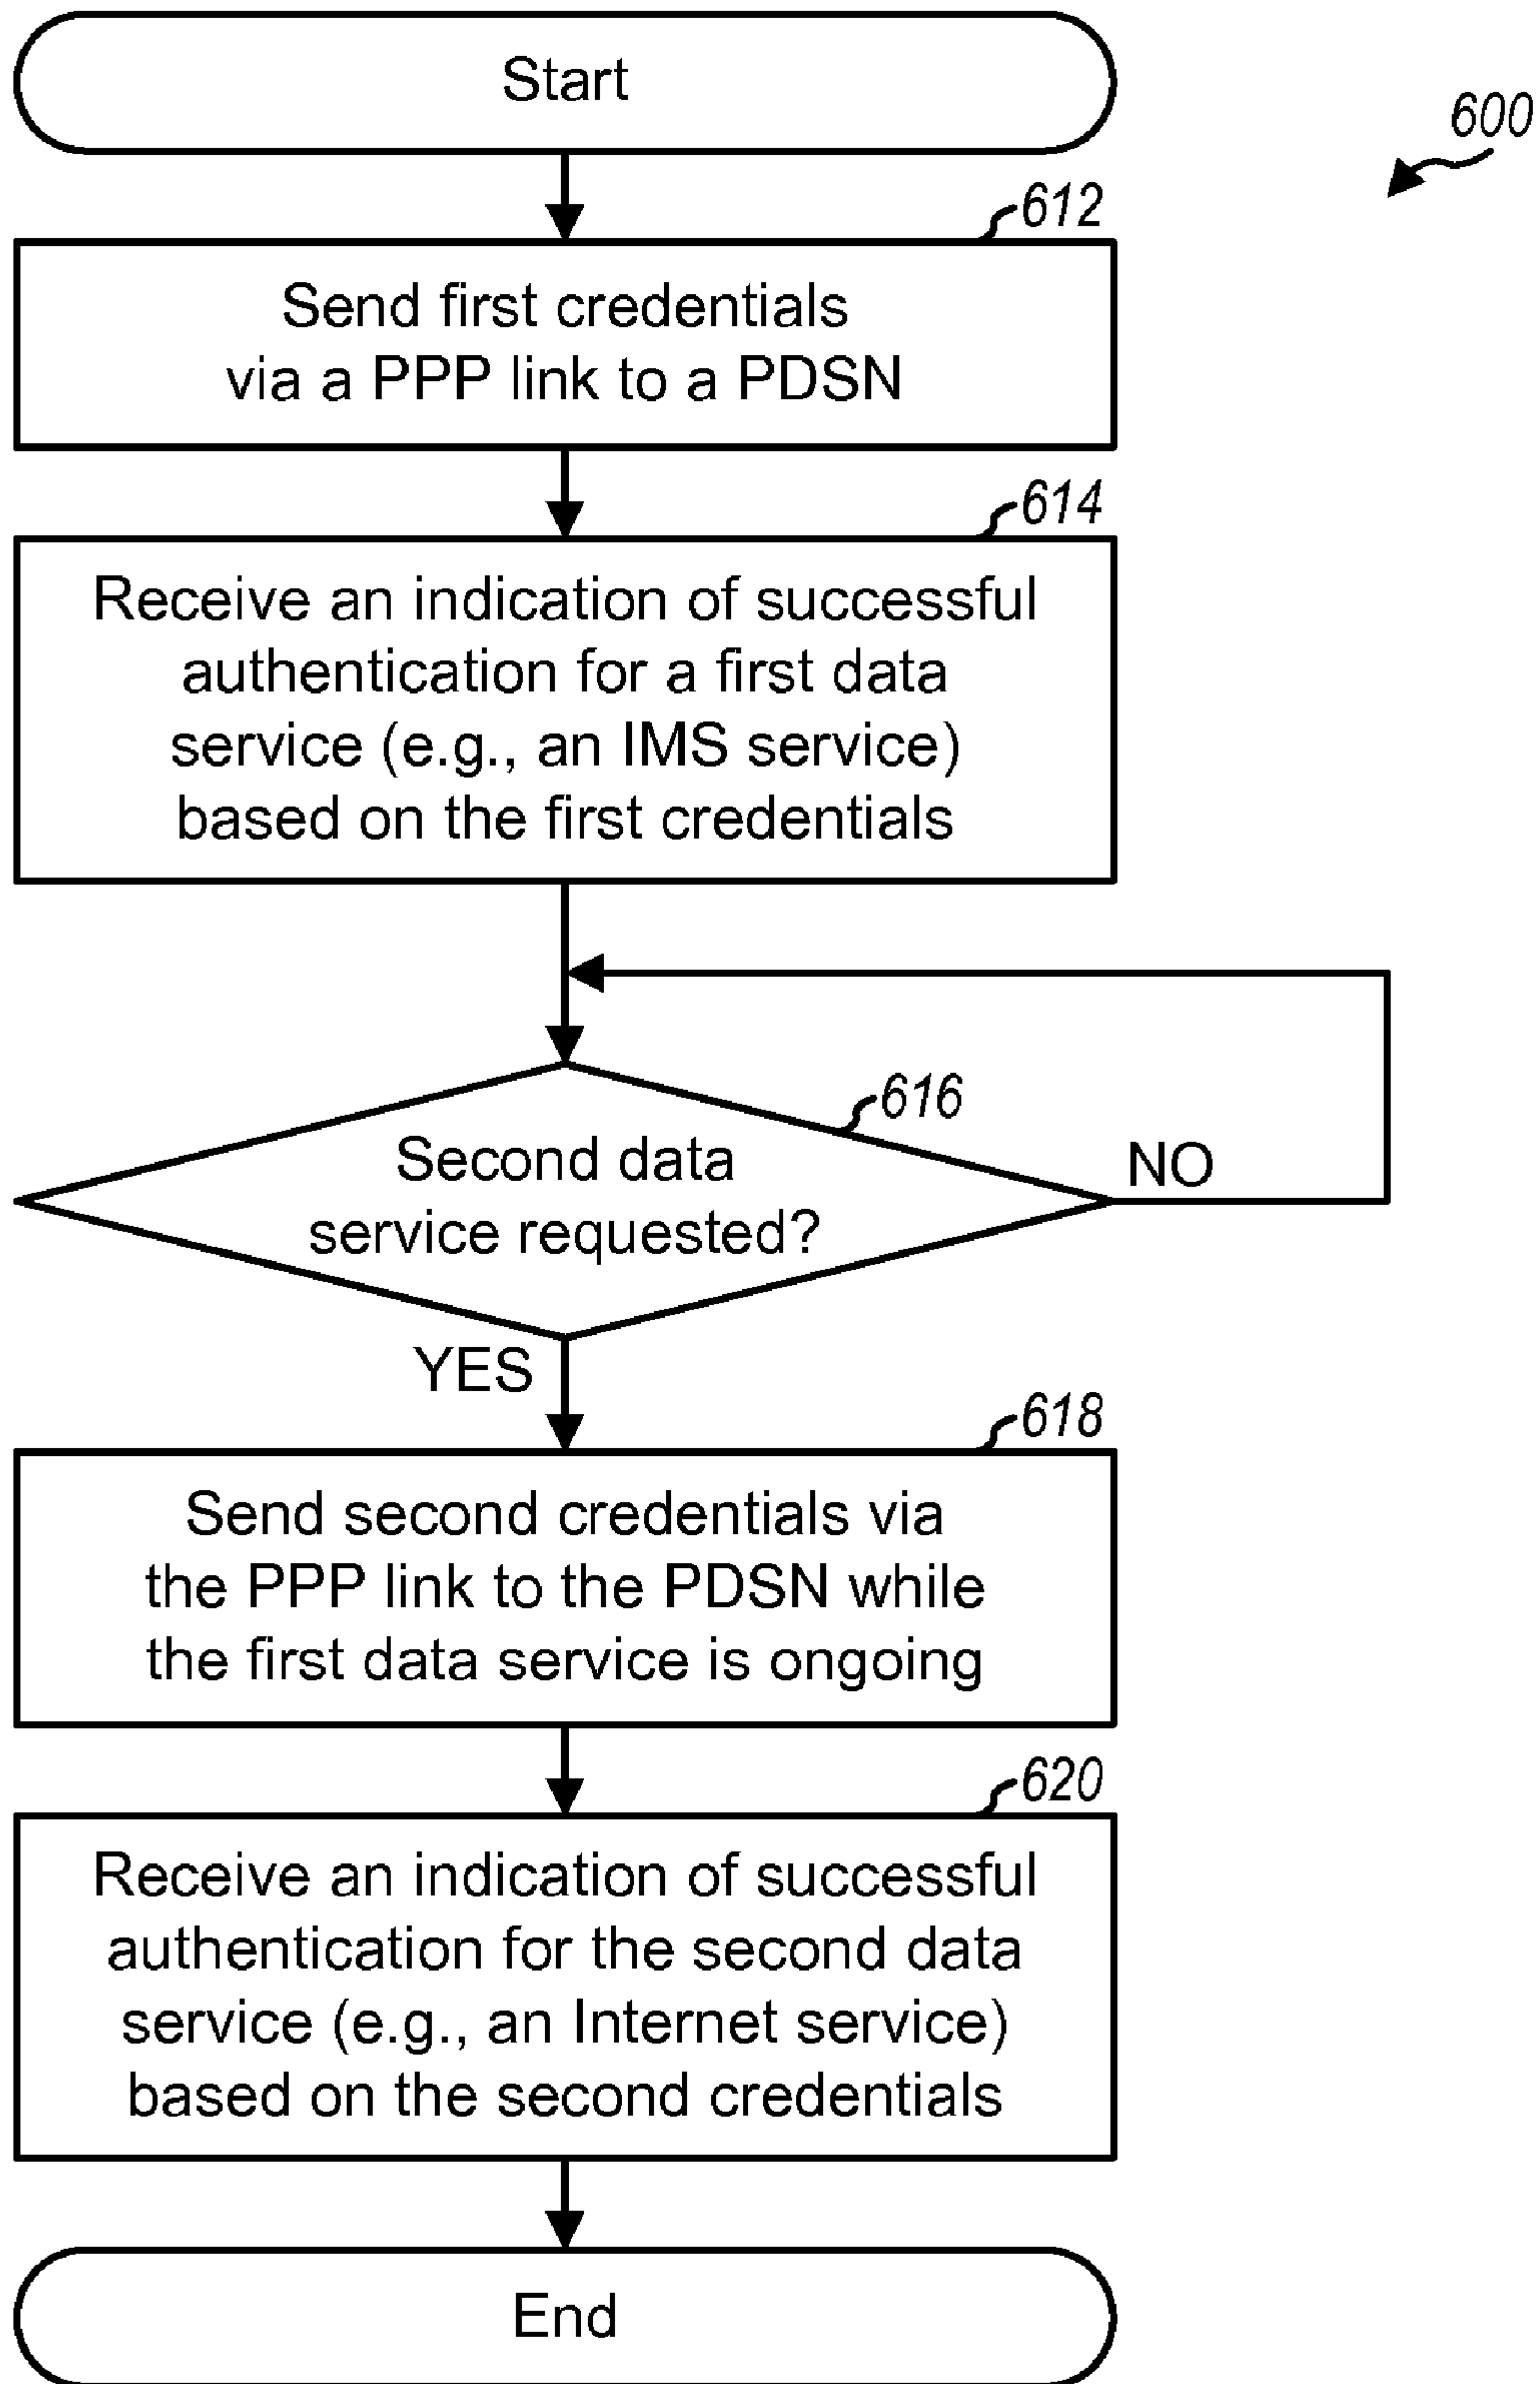 Start
600
612
Send first credentials
via a PPP link to a PDSN
614
Receive an indication of successful
authentication for a first data
service (e.g., an IMS service)
based on the first credentials
616
Second data
service requested?
NO
YES
618
Send second credentials via
the PPP link to the PDSN while
the first data service is ongoing
620
Receive an indication of successful
authentication for the second data
service (e.g., an Internet service)
based on the second credentials
End